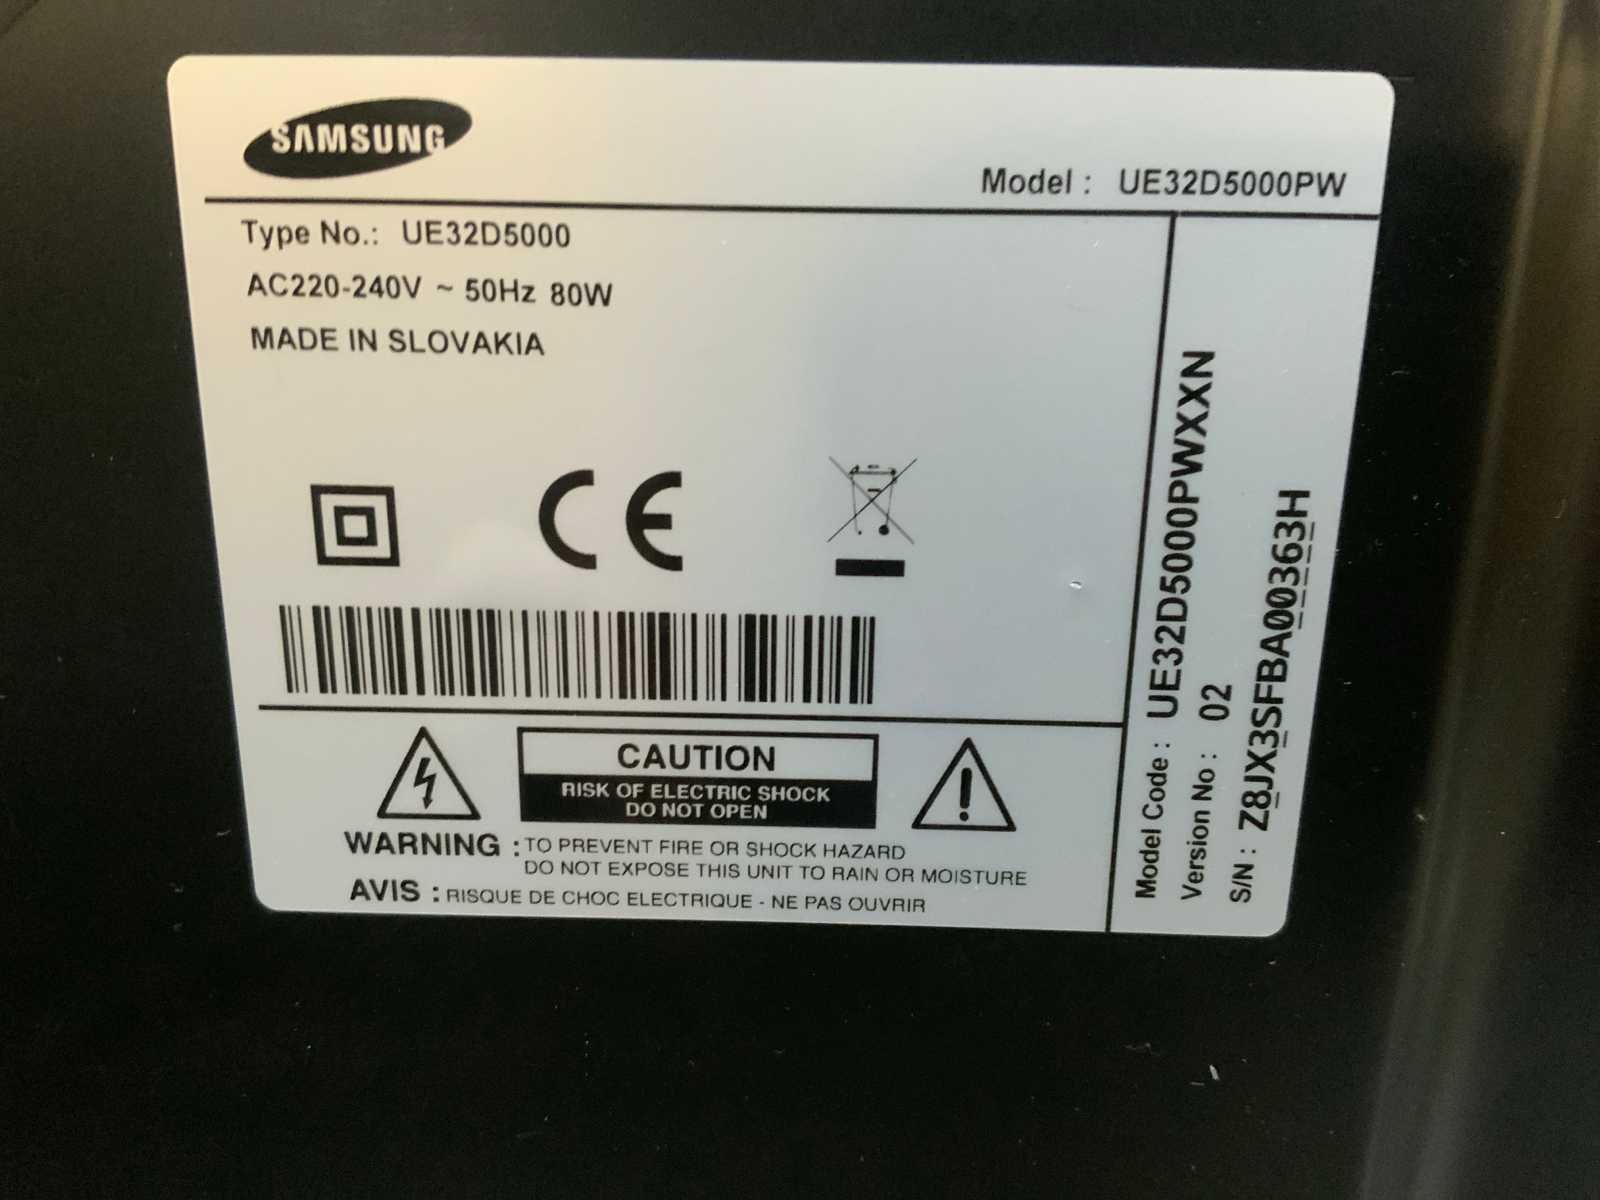 SAMSUNG
Model : UE32D5000PW
Type No.: UE32D5000
AC220-240V ~ 50Hz 80W
MADE IN SLOVAKIA
CE
CAUTION
RISK OF ELECTRIC SHOCK
DO NOT OPEN
WARNING : TO PREVENT FIRE OR SHOCK HAZARD
DO NOT EXPOSE THIS UNIT TO RAIN OR MOISTURE
AVIS : RISQUE DE CHOC ELECTRIQUE - NE PAS OUVRIR
Model Code : UE32D5000PWXXN
Version No : 02
S/N : Z8JX3SFBA00363H